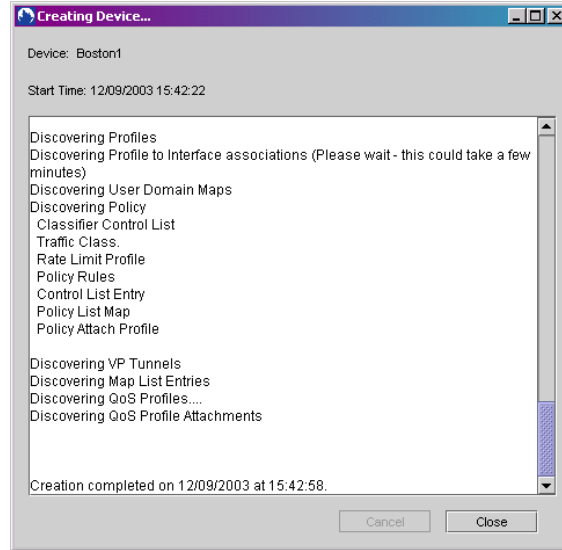 Creating Device...
Device: Boston1
Start Time: 12/09/2003 15:42:22
Discovering Profiles
Discovering Profile to Interface associations (Please wait - this could take a few
minutes)
Discovering User Domain Maps
Discovering Policy
Classifier Control List
Traffic Class.
Rate Limit Profile
Policy Rules
Control List Entry
Policy List Map
Policy Attach Profile
Discovering VP Tunnels
Discovering Map List Entries
Discovering QoS Profiles....
Discovering QoS Profile Attachments
Creation completed on 12/09/2003 at 15:42:58.
Cancel Close